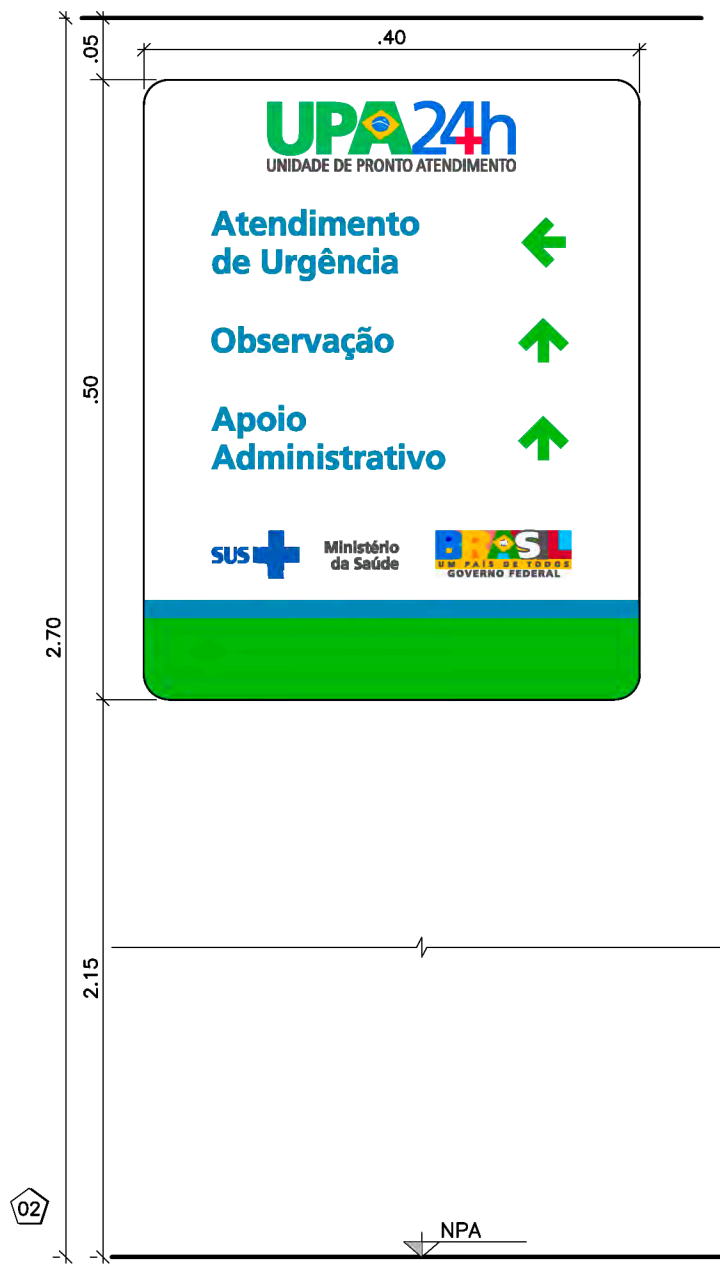 .05
.40
UPA24h
UNIDADE DE PRONTO ATENDIMENTO
Atendimento
de Urgência
Observação
.50
Apoio
Administrativo
SUS
Ministério
da Saúde
BRASIL
UM PAÍS DE TODOS
GOVERNO FEDERAL
2.70
2.15
02
NPA